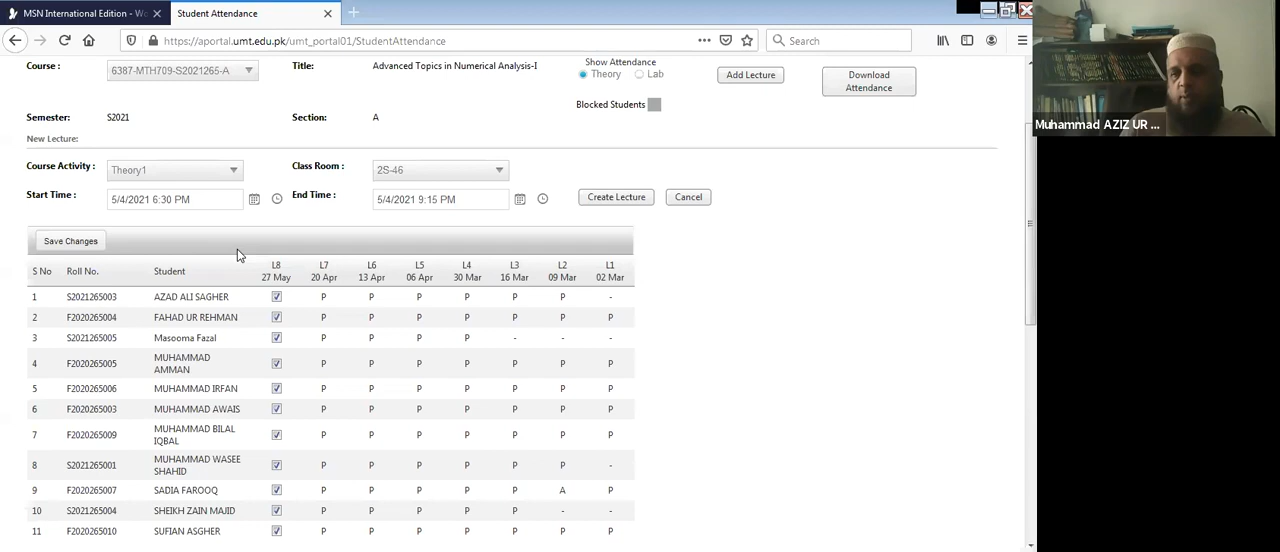 MSN International Edition - Wo
Student Attendance
https://aportal.umt.edu.pk/umt_portal01/StudentAttendance
Search
Course :
6387-MTH709-S2021265-A
Title:
Advanced Topics in Numerical Analysis-I
Show Attendance
Theory
Lab
Add Lecture
Download
Attendance
Blocked Students
Semester:
S2021
Section:
A
New Lecture:
Course Activity :
Theory1
Class Room :
2S-46
Start Time :
5/4/2021 6:30 PM
End Time :
5/4/2021 9:15 PM
Create Lecture
Cancel
Save Changes
S No Roll No. Student L8 27 May L7 20 Apr L6 13 Apr L5 06 Apr L4 30 Mar L3 16 Mar L2 09 Mar L1 02 Mar
1 S2021265003 AZAD ALI SAGHER P P P P P P -
2 F2020265004 FAHAD UR REHMAN P P P P P P P
3 S2021265005 Masooma Fazal P P P P - - -
4 F2020265005 MUHAMMAD AMMAN P P P P P P P
5 F2020265006 MUHAMMAD IRFAN P P P P P P P
6 F2020265003 MUHAMMAD AWAIS P P P P P P P
7 F2020265009 MUHAMMAD BILAL IQBAL P P P P P P P
8 S2021265001 MUHAMMAD WASEE SHAHID P P P P P P -
9 F2020265007 SADIA FAROOQ P P P P P A P
10 S2021265004 SHEIKH ZAIN MAJID P P P P P - -
11 F2020265010 SUFIAN ASGHER P P P P P P P
Muhammad AZIZ UR ...